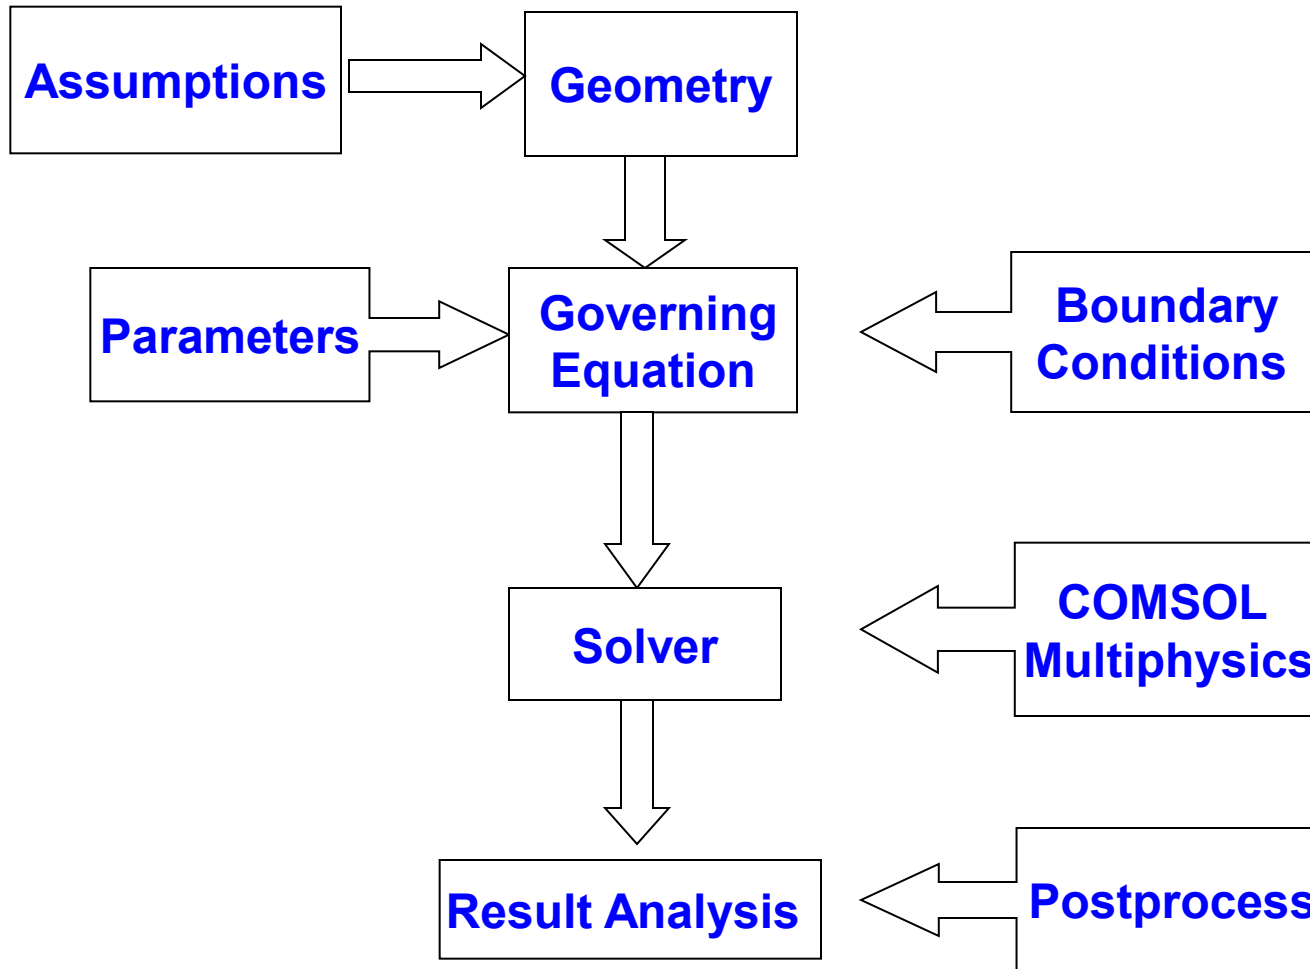 Assumptions
Geometry
Parameters
Governing
Equation
Boundary
Conditions
Solver
COMSOL
Multiphysics
Result Analysis
Postprocess